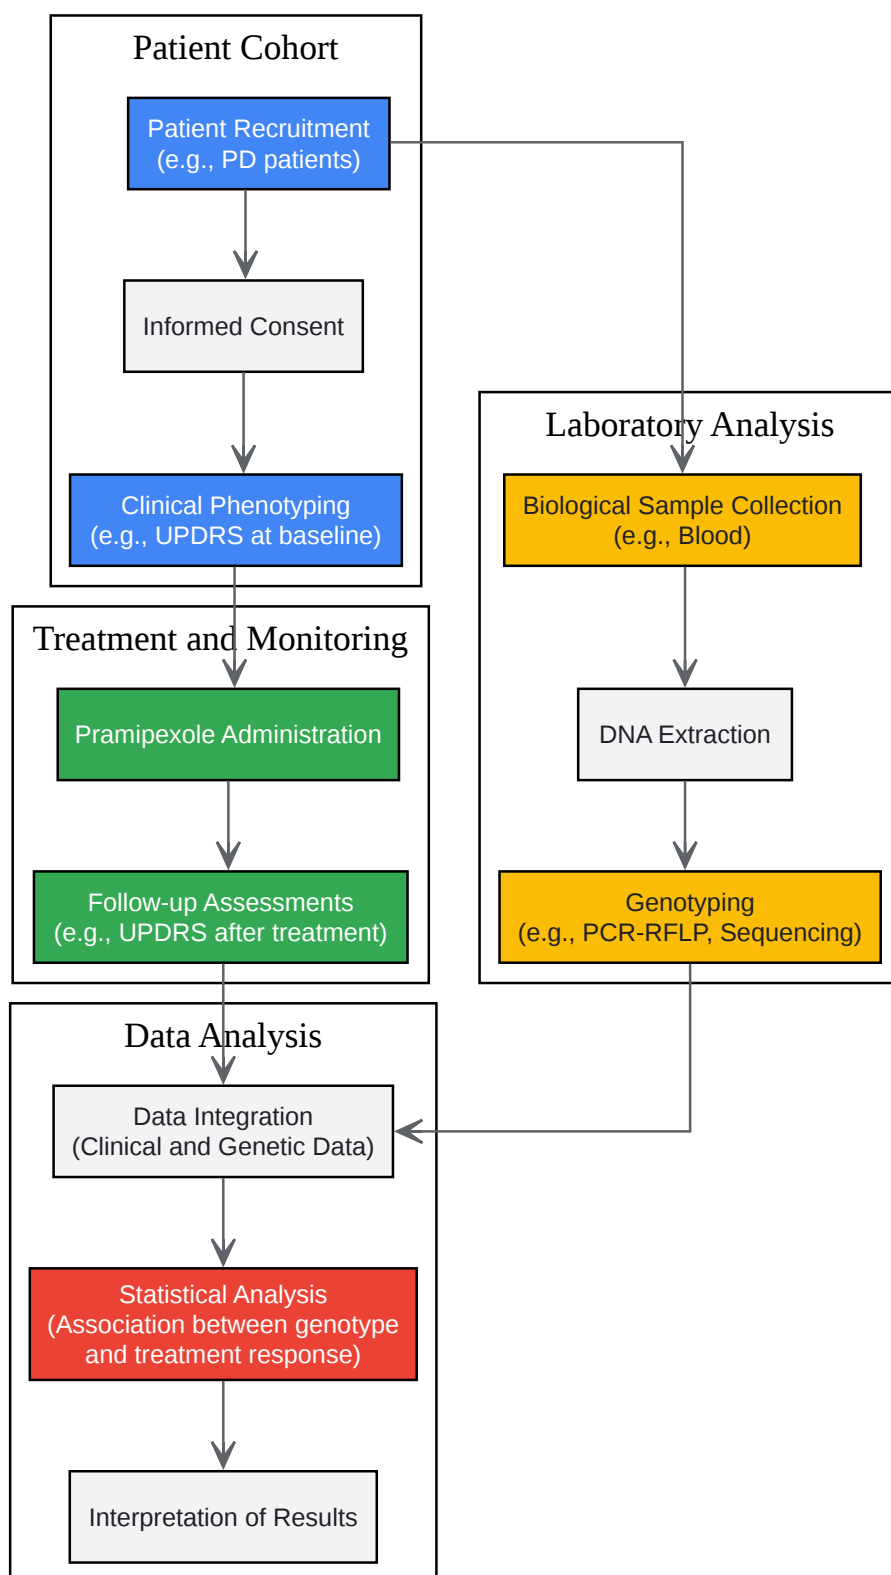 Patient Cohort
Patient Recruitment
(e.g., PD patients)
Informed Consent
Clinical Phenotyping
(e.g., UPDRS at baseline)
Treatment and Monitoring
Pramipexole Administration
Follow-up Assessments
(e.g., UPDRS after treatment)
Laboratory Analysis
Biological Sample Collection
(e.g., Blood)
DNA Extraction
Genotyping
(e.g., PCR-RFLP, Sequencing)
Data Analysis
Data Integration
(Clinical and Genetic Data)
Statistical Analysis
(Association between genotype
and treatment response)
Interpretation of Results